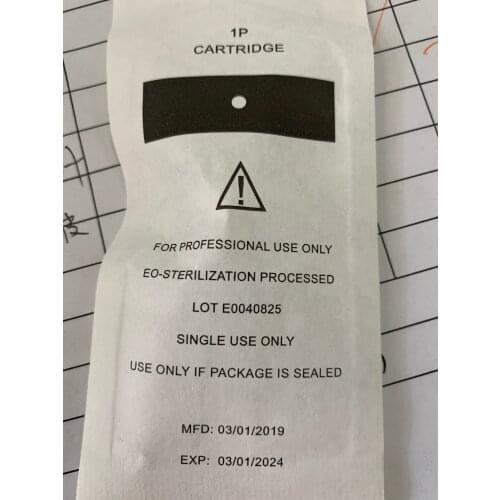 1P
CARTRIDGE
FOR PROFESSIONAL USE ONLY
EO-STERILIZATION PROCESSED
LOT E0040825
SINGLE USE ONLY
USE ONLY IF PACKAGE IS SEALED
MFD: 03/01/2019
EXP: 03/01/2024